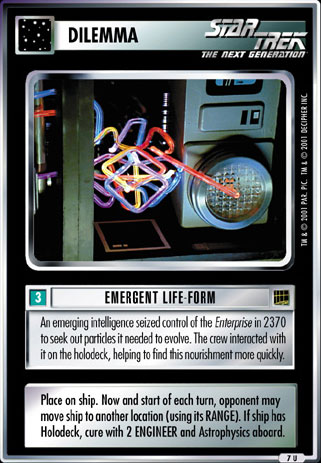 DILEMMA
STAR TREK
THE NEXT GENERATION
TM & © 2001 PAR. PIC. TM & © 2001 DECIPHER INC.
3
EMERGENT LIFE-FORM
An emerging intelligence seized control of the Enterprise in 2370
to seek out particles it needed to evolve. The crew interacted with
it on the holodeck, helping to find this nourishment more quickly.
Place on ship. Now and start of each turn, opponent may
move ship to another location (using its RANGE). If ship has
Holodeck, cure with 2 ENGINEER and Astrophysics aboard.
7 U